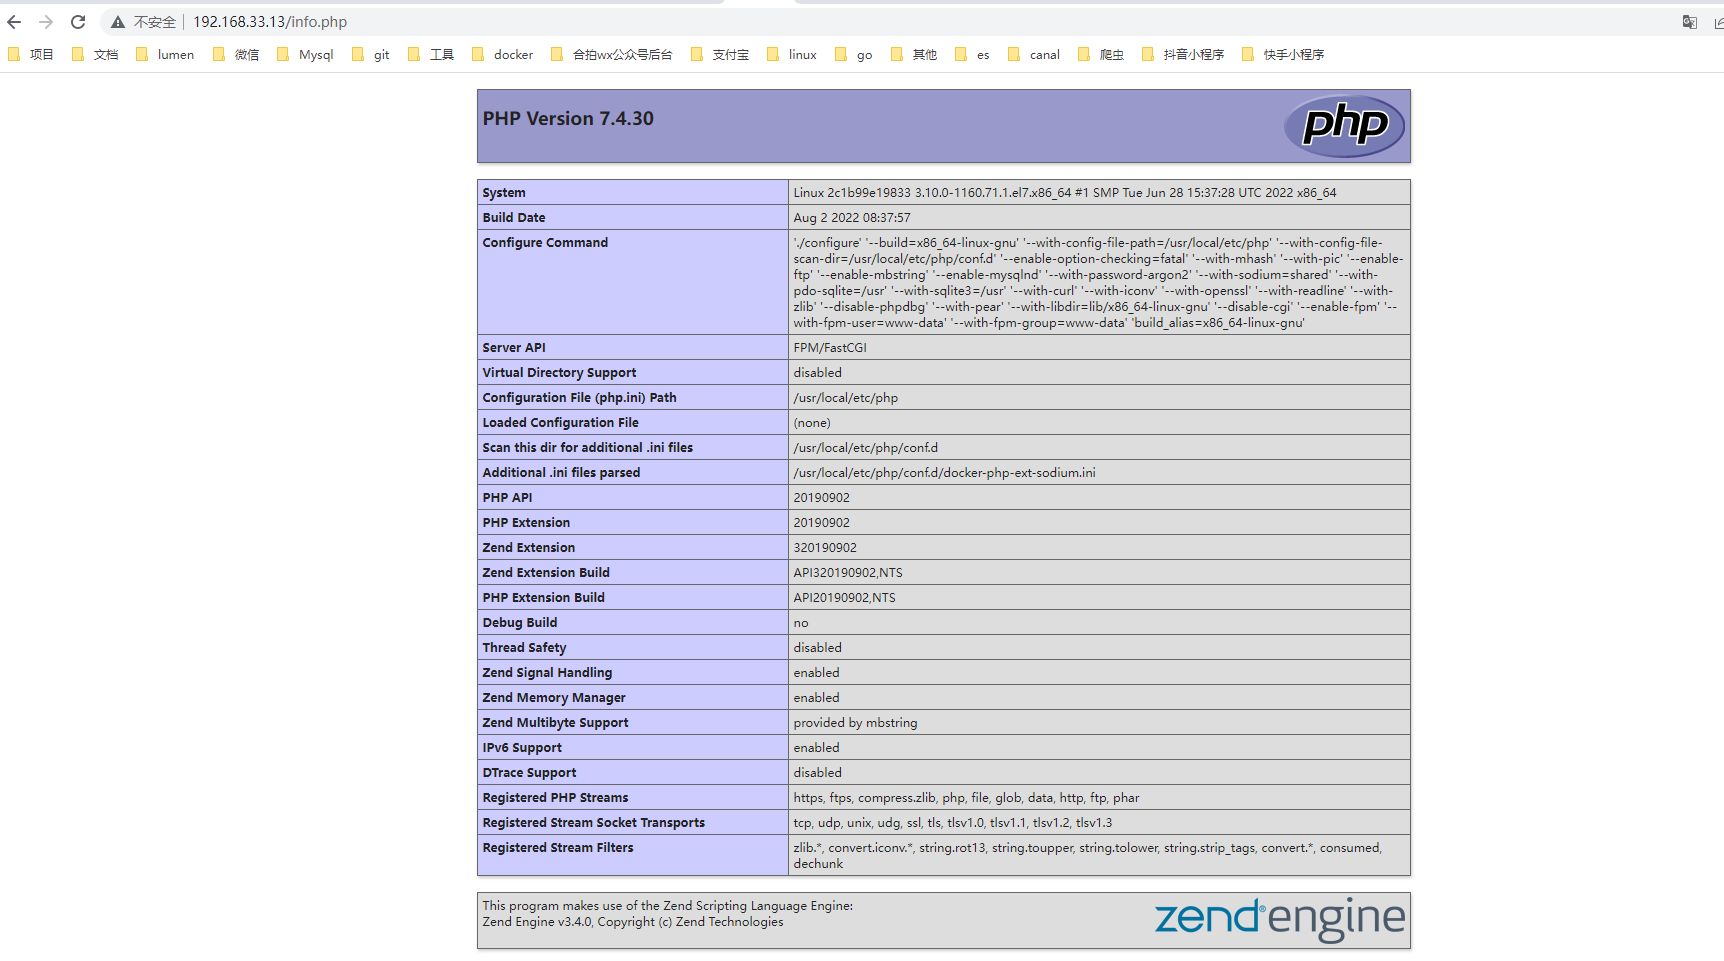 不安全 192.168.33.13/info.php
项目 文档 lumen 微信 Mysql git 工具 docker 合拍wx公众号后台 支付宝 linux go 其他 es canal 爬虫 抖音小程序 快手小程序
PHP Version 7.4.30
php
System Linux 2c1b99e19833 3.10.0-1160.71.1.el7.x86_64 #1 SMP Tue Jun 28 15:37:28 UTC 2022 x86_64
Build Date Aug 2 2022 08:37:57
Configure Command './configure' '--build=x86_64-linux-gnu' '--with-config-file-path=/usr/local/etc/php' '--with-config-file-
scan-dir=/usr/local/etc/php/conf.d' '--enable-option-checking=fatal' '--with-mhash' '--with-pic' '--enable-
ftp' '--enable-mbstring' '--enable-mysqlnd' '--with-password-argon2' '--with-sodium=shared' '--with-
pdo-sqlite=/usr' '--with-sqlite3=/usr' '--with-curl' '--with-iconv' '--with-openssl' '--with-readline' '--with-
zlib' '--disable-phpdbg' '--with-pear' '--with-libdir=lib/x86_64-linux-gnu' '--disable-cgi' '--enable-fpm' '--
with-fpm-user=www-data' '--with-fpm-group=www-data' 'build_alias=x86_64-linux-gnu'
Server API FPM/FastCGI
Virtual Directory Support disabled
Configuration File (php.ini) Path /usr/local/etc/php
Loaded Configuration File (none)
Scan this dir for additional .ini files /usr/local/etc/php/conf.d
Additional .ini files parsed /usr/local/etc/php/conf.d/docker-php-ext-sodium.ini
PHP API 20190902
PHP Extension 20190902
Zend Extension 320190902
Zend Extension Build API320190902,NTS
PHP Extension Build API20190902,NTS
Debug Build no
Thread Safety disabled
Zend Signal Handling enabled
Zend Memory Manager enabled
Zend Multibyte Support provided by mbstring
IPv6 Support enabled
DTrace Support disabled
Registered PHP Streams https, ftps, compress.zlib, php, file, glob, data, http, ftp, phar
Registered Stream Socket Transports tcp, udp, unix, udg, ssl, tls, tlsv1.0, tlsv1.1, tlsv1.2, tlsv1.3
Registered Stream Filters zlib.*, convert.iconv.*, string.rot13, string.toupper, string.tolower, string.strip_tags, convert.*, consumed,
dechunk
This program makes use of the Zend Scripting Language Engine:
Zend Engine v3.4.0, Copyright (c) Zend Technologies
zend® engine